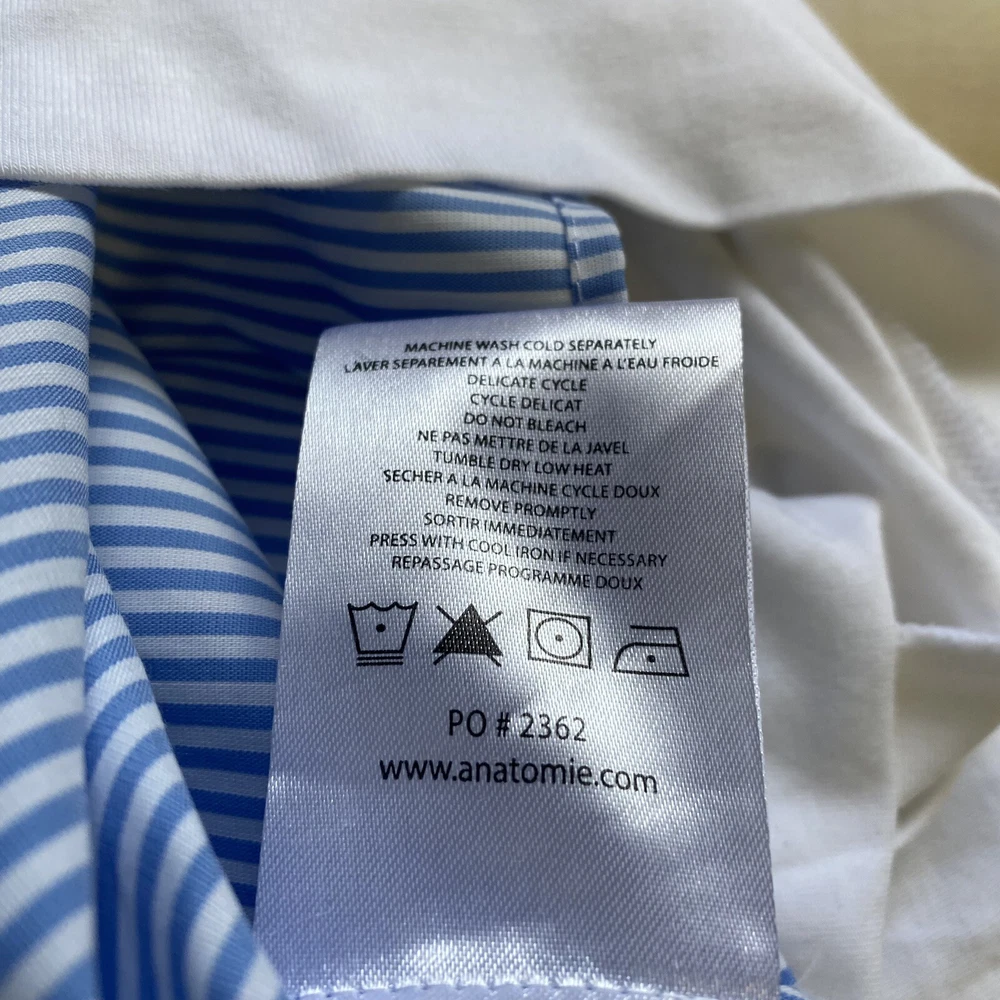 MACHINE WASH COLD SEPARATELY
LAVER SEPAREMENT A LA MACHINE A L'EAU FROIDE
DELICATE CYCLE
CYCLE DELICAT
DO NOT BLEACH
NE PAS METTRE DE LA JAVEL
TUMBLE DRY LOW HEAT
SECHER A LA MACHINE CYCLE DOUX
REMOVE PROMPTLY
SORTIR IMMEDIATEMENT
PRESS WITH COOL IRON IF NECESSARY
REPASSAGE PROGRAMME DOUX
PO # 2362
www.anatomie.com